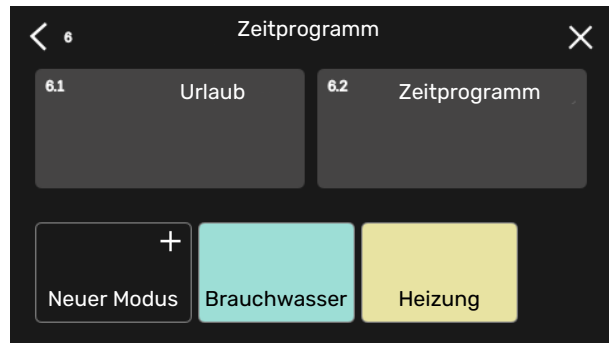 6 Zeitprogramm
6.1 Urlaub
6.2 Zeitprogramm
Neuer Modus
Brauchwasser
Heizung